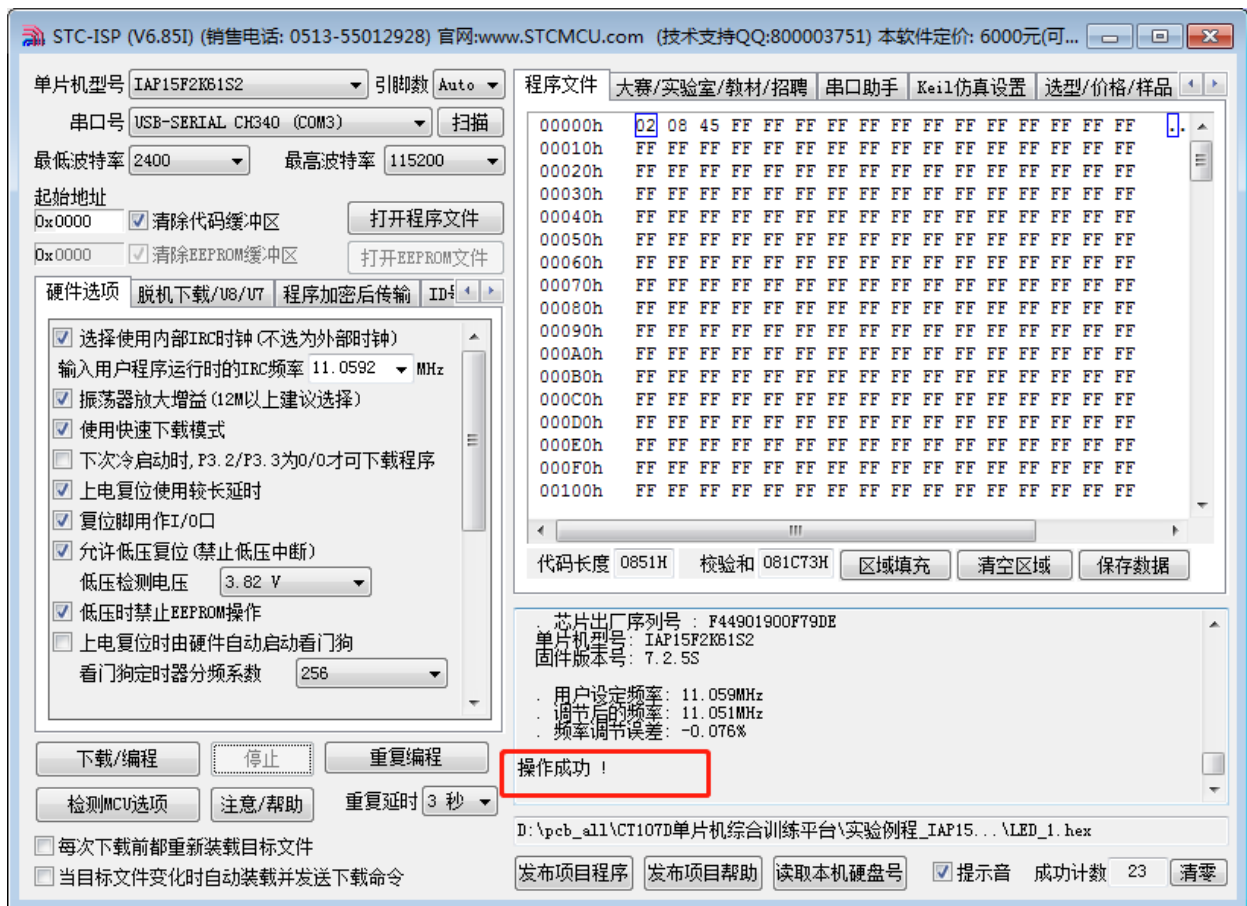 STC-ISP (V6.85I) (销售电话: 0513-55012928) 官网:www.STCMCU.com (技术支持QQ:800003751) 本软件定价: 6000元(可...
单片机型号 IAP15F2K61S2 引脚数 Auto
串口号 USB-SERIAL CH340 (COM3) 扫描
最低波特率 2400 最高波特率 115200
起始地址
0x0000 清除代码缓冲区 打开程序文件
0x0000 清除EEPROM缓冲区 打开EEPROM文件
硬件选项 脱机下载/U8/U7 程序加密后传输
选择使用内部IRC时钟(不选为外部时钟)
输入用户程序运行时的IRC频率 11.0592 MHz
振荡器放大增益(12M以上建议选择)
使用快速下载模式
下次冷启动时,P3.2/P3.3为0/0才可下载程序
上电复位使用较长延时
复位脚用作I/O口
允许低压复位(禁止低压中断)
低压检测电压 3.82 V
低压时禁止EEPROM操作
上电复位时由硬件自动启动看门狗
看门狗定时器分频系数 256
下载/编程 停止 重复编程
检测MCU选项 注意/帮助 重复延时 3 秒
每次下载前都重新装载目标文件
当目标文件变化时自动装载并发送下载命令
程序文件 大赛/实验室/教材/招聘 串口助手 Keil仿真设置 选型/价格/样品
00000h 02 08 45 FF FF FF FF FF FF FF FF FF FF FF FF FF ..
00010h FF FF FF FF FF FF FF FF FF FF FF FF FF FF FF FF
00020h FF FF FF FF FF FF FF FF FF FF FF FF FF FF FF FF
00030h FF FF FF FF FF FF FF FF FF FF FF FF FF FF FF FF
00040h FF FF FF FF FF FF FF FF FF FF FF FF FF FF FF FF
00050h FF FF FF FF FF FF FF FF FF FF FF FF FF FF FF FF
00060h FF FF FF FF FF FF FF FF FF FF FF FF FF FF FF FF
00070h FF FF FF FF FF FF FF FF FF FF FF FF FF FF FF FF
00080h FF FF FF FF FF FF FF FF FF FF FF FF FF FF FF FF
00090h FF FF FF FF FF FF FF FF FF FF FF FF FF FF FF FF
000A0h FF FF FF FF FF FF FF FF FF FF FF FF FF FF FF FF
000B0h FF FF FF FF FF FF FF FF FF FF FF FF FF FF FF FF
000C0h FF FF FF FF FF FF FF FF FF FF FF FF FF FF FF FF
000D0h FF FF FF FF FF FF FF FF FF FF FF FF FF FF FF FF
000E0h FF FF FF FF FF FF FF FF FF FF FF FF FF FF FF FF
000F0h FF FF FF FF FF FF FF FF FF FF FF FF FF FF FF FF
00100h FF FF FF FF FF FF FF FF FF FF FF FF FF FF FF FF
代码长度 0851H 校验和 081C73H 区域填充 清空区域 保存数据
. 芯片出厂序列号 : F44901900F79DE
单片机型号: IAP15F2K61S2
固件版本号: 7.2.5S
. 用户设定频率: 11.059MHz
. 调节后的频率: 11.051MHz
. 频率调节误差: -0.076%
操作成功 !
D:\pcb_all\CT107D单片机综合训练平台\实验例程_IAP15...\LED_1.hex
发布项目程序 发布项目帮助 读取本机硬盘号 提示音 成功计数 23 清零